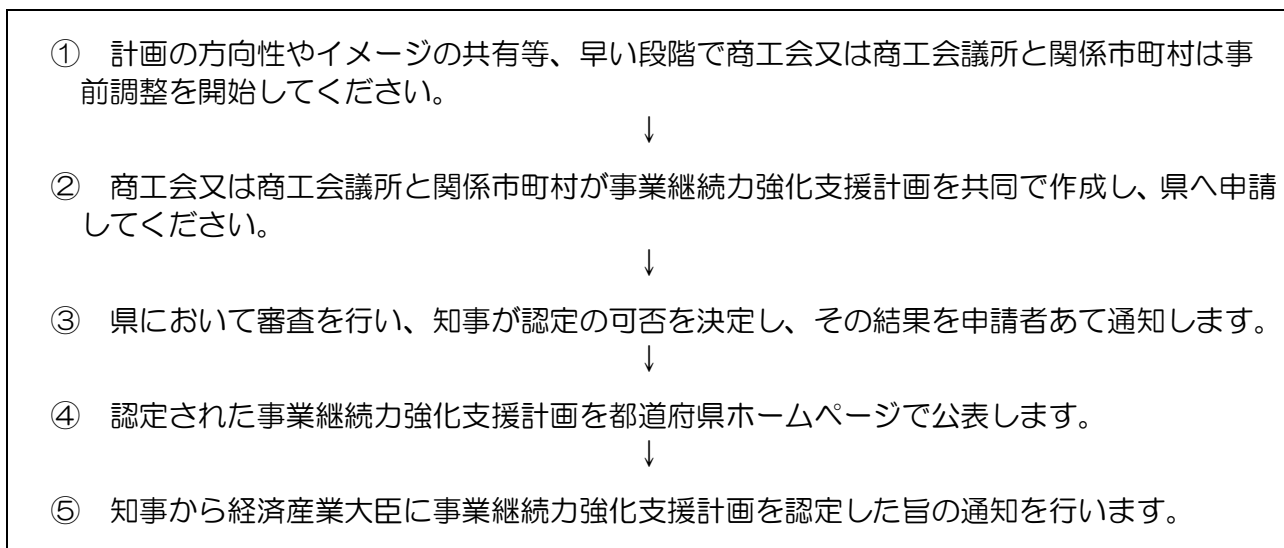 ① 計画の方向性やイメージの共有等、早い段階で商工会又は商工会議所と関係市町村は事
前調整を開始してください。
↓
② 商工会又は商工会議所と関係市町村が事業継続力強化支援計画を共同で作成し、県へ申請
してください。
↓
③ 県において審査を行い、知事が認定の可否を決定し、その結果を申請者あて通知します。
↓
④ 認定された事業継続力強化支援計画を都道府県ホームページで公表します。
↓
⑤ 知事から経済産業大臣に事業継続力強化支援計画を認定した旨の通知を行います。